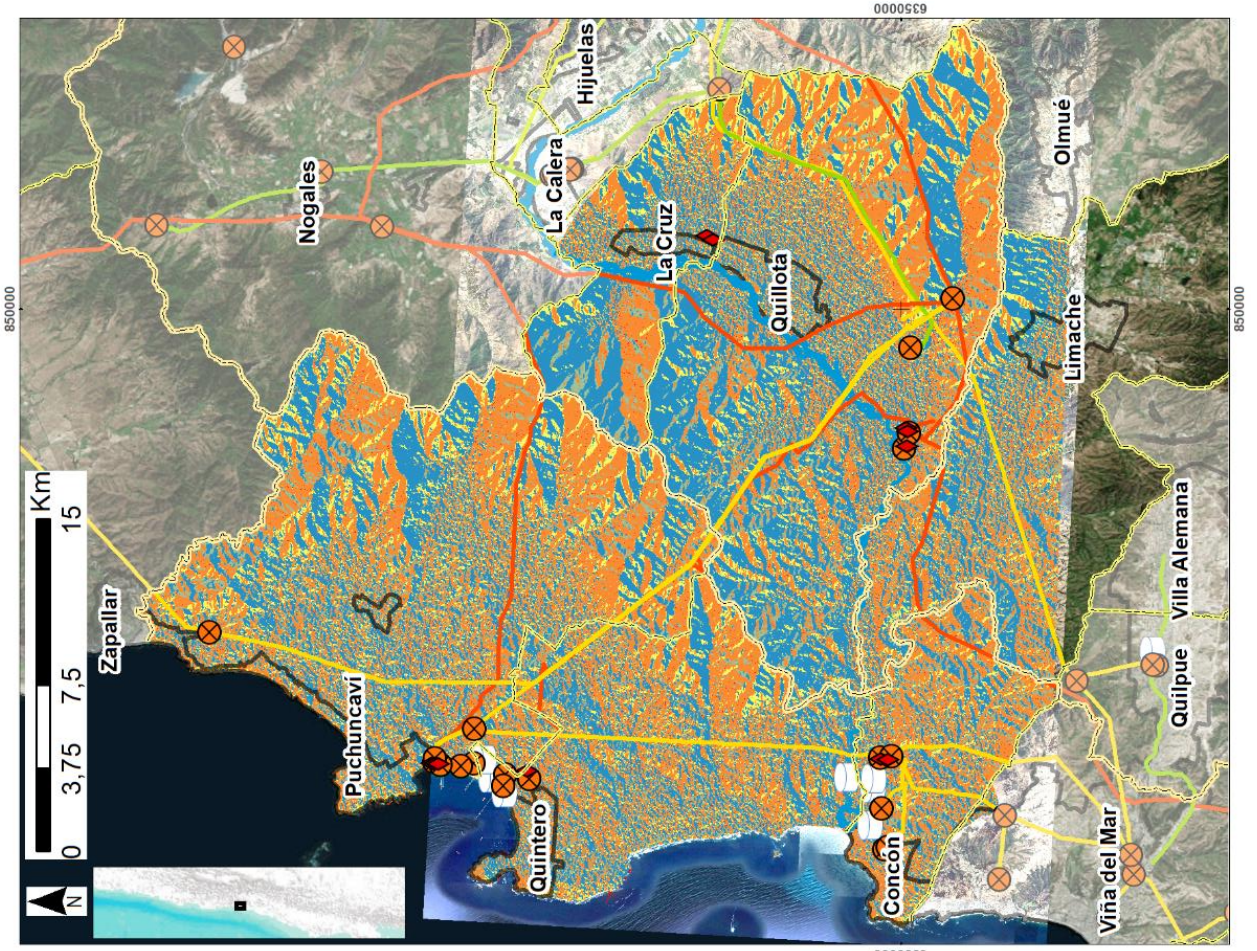 6350000
850000
850000
Zapallar
Nogales
Hijuelas
La Calera
La Cruz
Quillota
Olmué
Limache
Puchuncaví
Quintero
Concón
Viña del Mar
Quilpue
Villa Alemana
0 3,75 7,5 15 Km
N